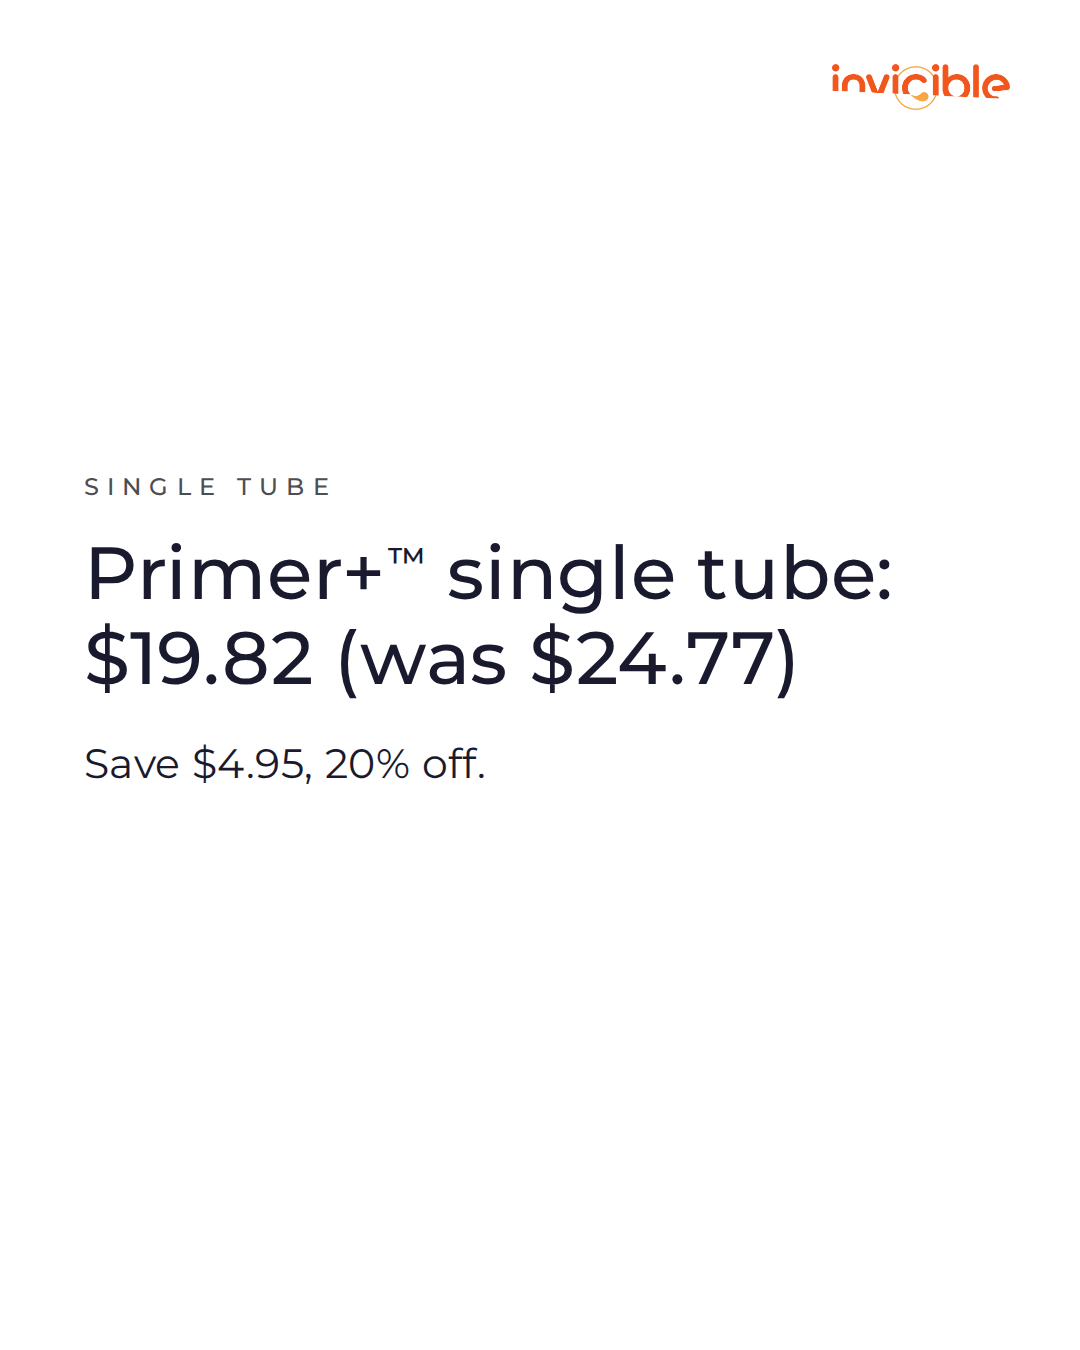 invicible
SINGLE TUBE
Primer+™ single tube:
$19.82 (was $24.77)
Save $4.95, 20% off.